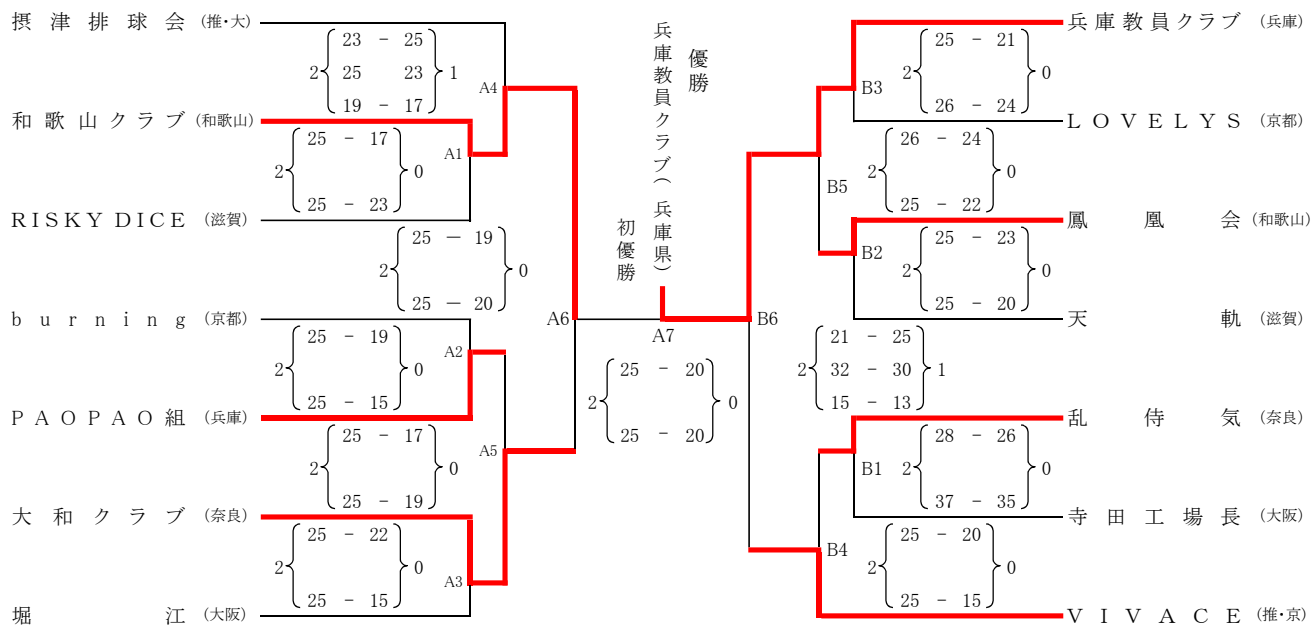 摂津排球会 (推・大)
23 － 25
2 25 23 1
19 － 17
A4
和歌山クラブ (和歌山)
25 － 17
2 0
25 － 23
A1
RISKY DICE (滋賀)
25 － 19
2 0
25 － 20
A6
burning (京都)
25 － 19
2 0
25 － 15
A2
PAOPAO組 (兵庫)
25 － 17
2 0
25 － 19
A5
大和クラブ (奈良)
25 － 22
2 0
25 － 15
A3
堀江 (大阪)
優勝
兵庫教員クラブ(兵庫県)
初優勝
A7
25 － 20
2 0
25 － 20
兵庫教員クラブ (兵庫)
25 － 21
2 0
26 － 24
B3
LOVELYS (京都)
26 － 24
2 0
25 － 22
B5
鳳凰会 (和歌山)
25 － 23
2 0
25 － 20
B2
天軌 (滋賀)
B6
21 － 25
2 32 － 30 1
15 － 13
乱侍気 (奈良)
28 － 26
2 0
37 － 35
B1
寺田工場長 (大阪)
25 － 20
2 0
25 － 15
B4
VIVACE (推・京)